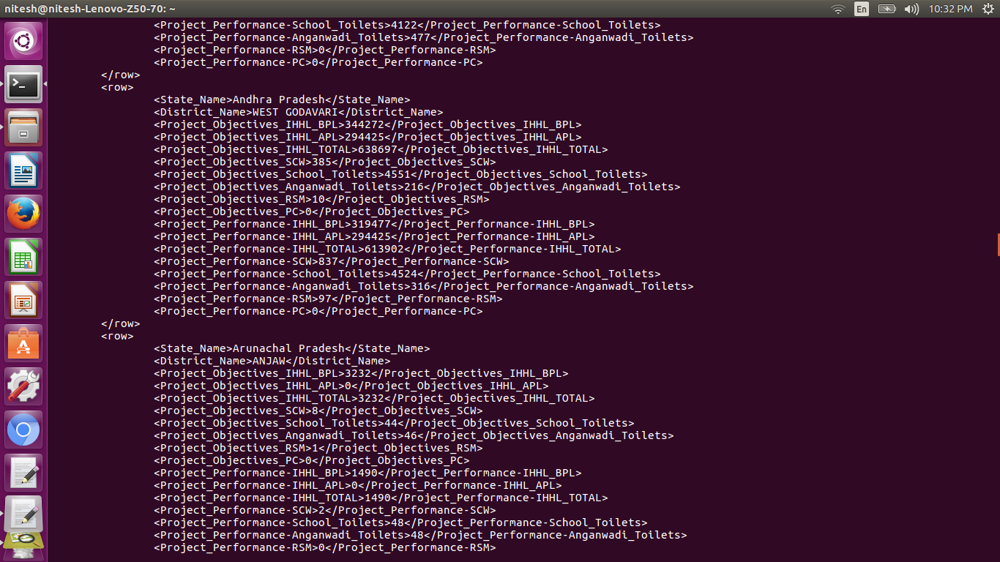 nitesh@nitesh-Lenovo-Z50-70: ~
En
10:32 PM
<Project_Performance-School_Toilets>4122</Project_Performance-School_Toilets>
<Project_Performance-Anganwadi_Toilets>477</Project_Performance-Anganwadi_Toilets>
<Project_Performance-RSM>0</Project_Performance-RSM>
<Project_Performance-PC>0</Project_Performance-PC>
</row>
<row>
<State_Name>Andhra Pradesh</State_Name>
<District_Name>WEST GODAVARI</District_Name>
<Project_Objectives_IHHL_BPL>344272</Project_Objectives_IHHL_BPL>
<Project_Objectives_IHHL_APL>294425</Project_Objectives_IHHL_APL>
<Project_Objectives_IHHL_TOTAL>638697</Project_Objectives_IHHL_TOTAL>
<Project_Objectives_SCW>385</Project_Objectives_SCW>
<Project_Objectives_School_Toilets>4551</Project_Objectives_School_Toilets>
<Project_Objectives_Anganwadi_Toilets>216</Project_Objectives_Anganwadi_Toilets>
<Project_Objectives_RSM>10</Project_Objectives_RSM>
<Project_Objectives_PC>0</Project_Objectives_PC>
<Project_Performance-IHHL_BPL>319477</Project_Performance-IHHL_BPL>
<Project_Performance-IHHL_APL>294425</Project_Performance-IHHL_APL>
<Project_Performance-IHHL_TOTAL>613902</Project_Performance-IHHL_TOTAL>
<Project_Performance-SCW>837</Project_Performance-SCW>
<Project_Performance-School_Toilets>4524</Project_Performance-School_Toilets>
<Project_Performance-Anganwadi_Toilets>316</Project_Performance-Anganwadi_Toilets>
<Project_Performance-RSM>97</Project_Performance-RSM>
<Project_Performance-PC>0</Project_Performance-PC>
</row>
<row>
<State_Name>Arunachal Pradesh</State_Name>
<District_Name>ANJAW</District_Name>
<Project_Objectives_IHHL_BPL>3232</Project_Objectives_IHHL_BPL>
<Project_Objectives_IHHL_APL>0</Project_Objectives_IHHL_APL>
<Project_Objectives_IHHL_TOTAL>3232</Project_Objectives_IHHL_TOTAL>
<Project_Objectives_SCW>8</Project_Objectives_SCW>
<Project_Objectives_School_Toilets>44</Project_Objectives_School_Toilets>
<Project_Objectives_Anganwadi_Toilets>46</Project_Objectives_Anganwadi_Toilets>
<Project_Objectives_RSM>1</Project_Objectives_RSM>
<Project_Objectives_PC>0</Project_Objectives_PC>
<Project_Performance-IHHL_BPL>1490</Project_Performance-IHHL_BPL>
<Project_Performance-IHHL_APL>0</Project_Performance-IHHL_APL>
<Project_Performance-IHHL_TOTAL>1490</Project_Performance-IHHL_TOTAL>
<Project_Performance-SCW>2</Project_Performance-SCW>
<Project_Performance-School_Toilets>48</Project_Performance-School_Toilets>
<Project_Performance-Anganwadi_Toilets>48</Project_Performance-Anganwadi_Toilets>
<Project_Performance-RSM>0</Project_Performance-RSM>